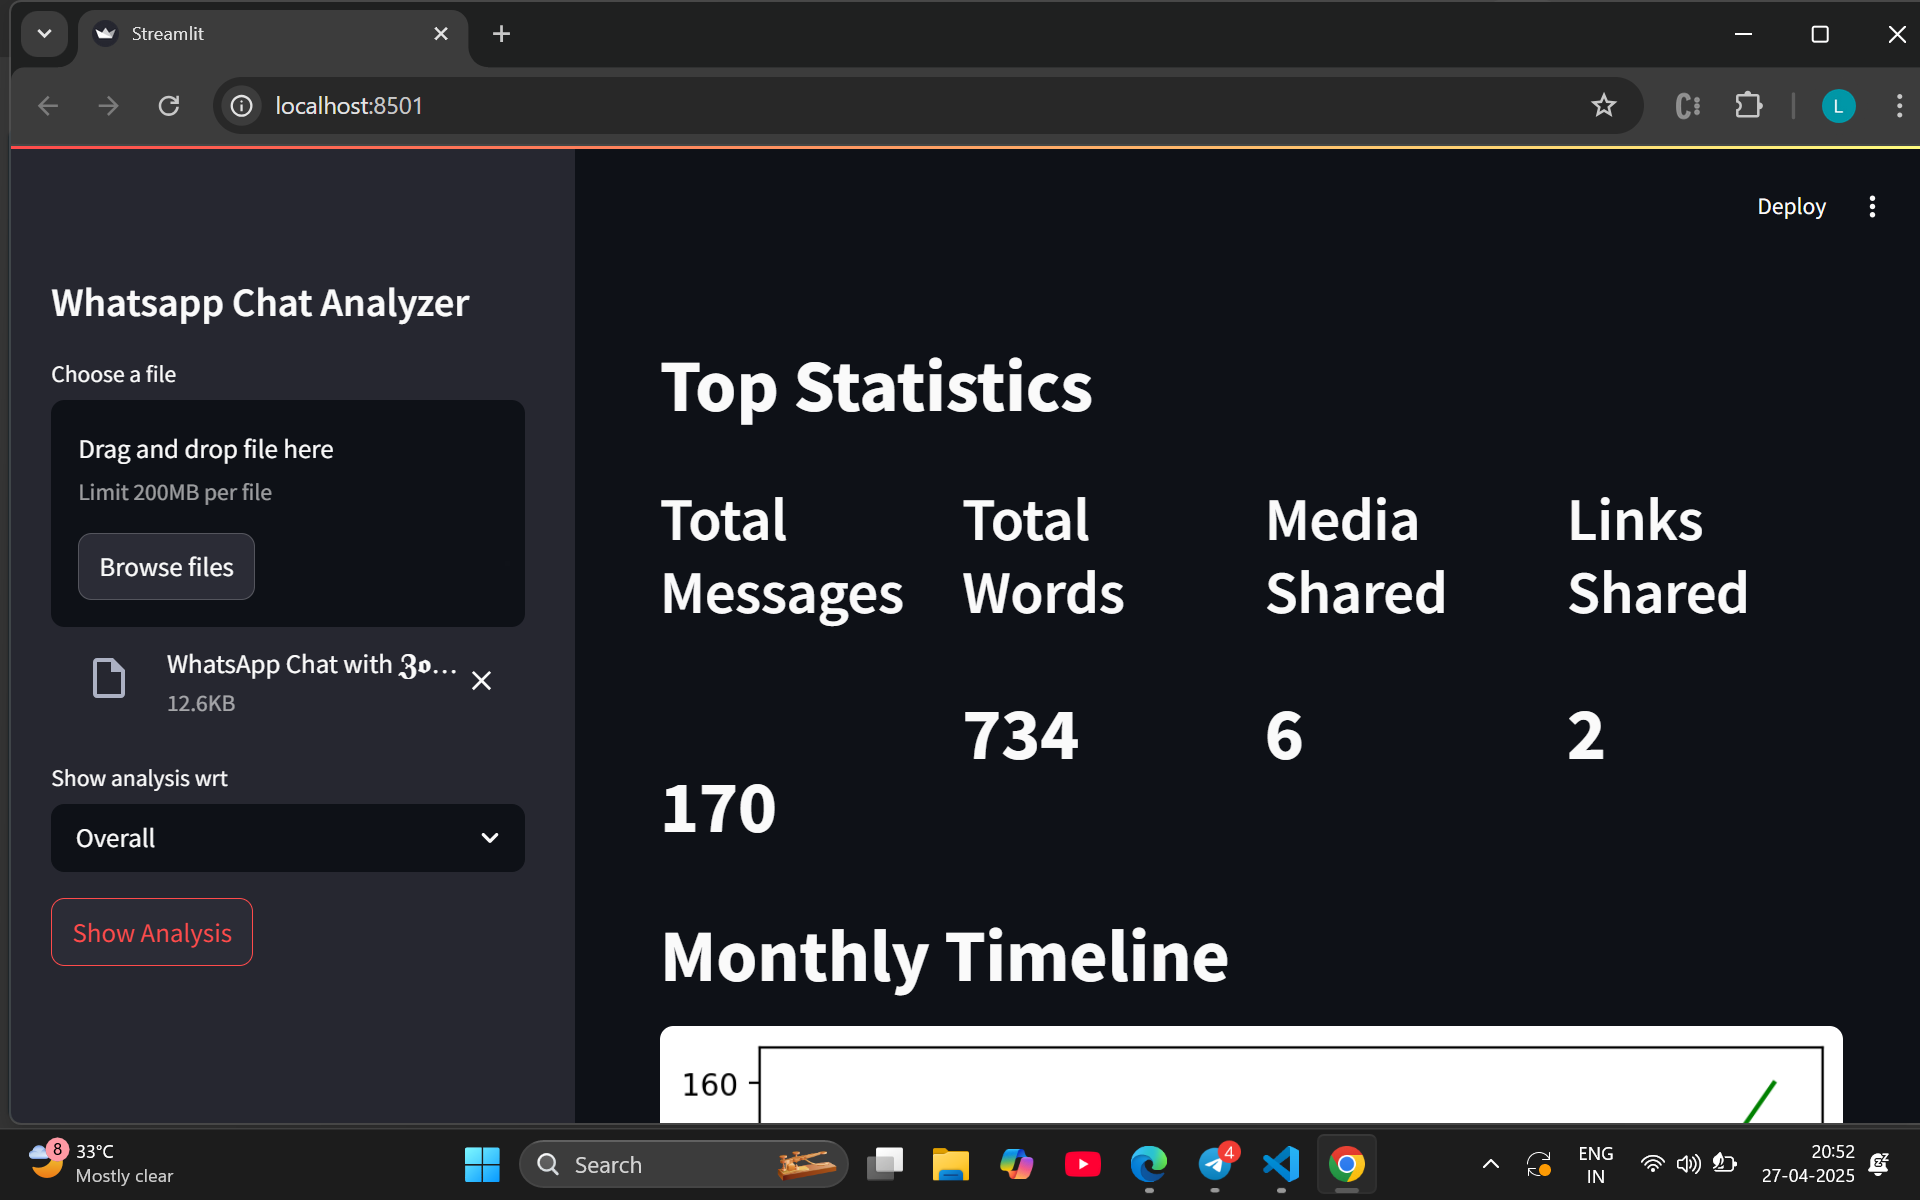 Streamlit
localhost:8501
Deploy
Whatsapp Chat Analyzer
Choose a file
Drag and drop file here
Limit 200MB per file
Browse files
WhatsApp Chat with 𝕵𝖔...
12.6KB
Show analysis wrt
Overall
Show Analysis
Top Statistics
Total Messages
Total Words
Media Shared
Links Shared
170
734
6
2
Monthly Timeline
160
8
33°C
Mostly clear
Search
4
ENG
IN
20:52
27-04-2025
L